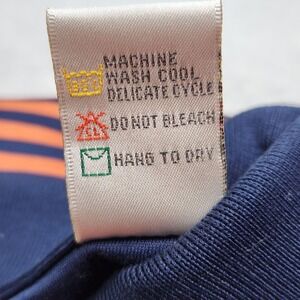 MACHINE
WASH COOL
DELICATE CYCLE
DO NOT BLEACH
HANG TO DRY